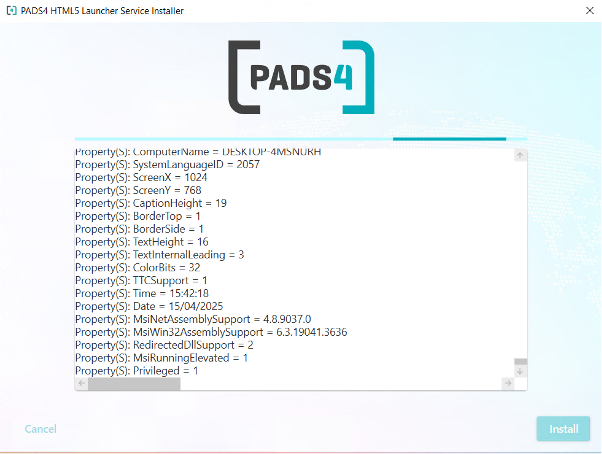 PADS4 HTML5 Launcher Service Installer
PADS4
Property(S): ComputerName = DESKTOP-4MSNURH
Property(S): SystemLanguageID = 2057
Property(S): ScreenX = 1024
Property(S): ScreenY = 768
Property(S): CaptionHeight = 19
Property(S): BorderTop = 1
Property(S): BorderSide = 1
Property(S): TextHeight = 16
Property(S): TextInternalLeading = 3
Property(S): ColorBits = 32
Property(S): TTCSupport = 1
Property(S): Time = 15:42:18
Property(S): Date = 15/04/2025
Property(S): MsiNetAssemblySupport = 4.8.9037.0
Property(S): MsiWin32AssemblySupport = 6.3.19041.3636
Property(S): RedirectedDllSupport = 2
Property(S): MsiRunningElevated = 1
Property(S): Privileged = 1
Cancel
Install